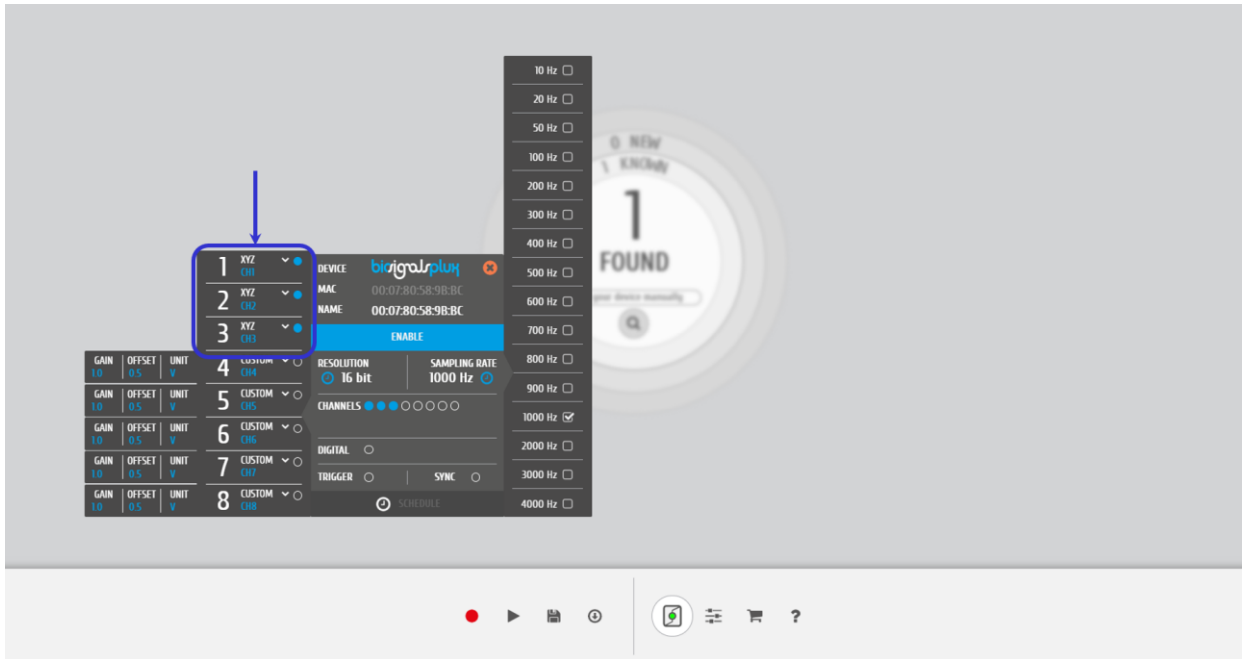 10 Hz
20 Hz
50 Hz
100 Hz
200 Hz
300 Hz
400 Hz
500 Hz
600 Hz
700 Hz
800 Hz
900 Hz
1000 Hz
2000 Hz
3000 Hz
4000 Hz
0 NEW
1 KNOWN
1
FOUND
your device manually
1 XYZ
CH1
2 XYZ
CH2
3 XYZ
CH3
4 CUSTOM
CH4
5 CUSTOM
CH5
6 CUSTOM
CH6
7 CUSTOM
CH7
8 CUSTOM
CH8
GAIN OFFSET UNIT
1.0 0.5 V
GAIN OFFSET UNIT
1.0 0.5 V
GAIN OFFSET UNIT
1.0 0.5 V
GAIN OFFSET UNIT
1.0 0.5 V
GAIN OFFSET UNIT
1.0 0.5 V
DEVICE biosignalsplux
MAC 00:07:80:58:9B:BC
NAME 00:07:80:58:9B:BC
ENABLE
RESOLUTION SAMPLING RATE
16 bit 1000 Hz
CHANNELS
DIGITAL
TRIGGER SYNC
SCHEDULE
?